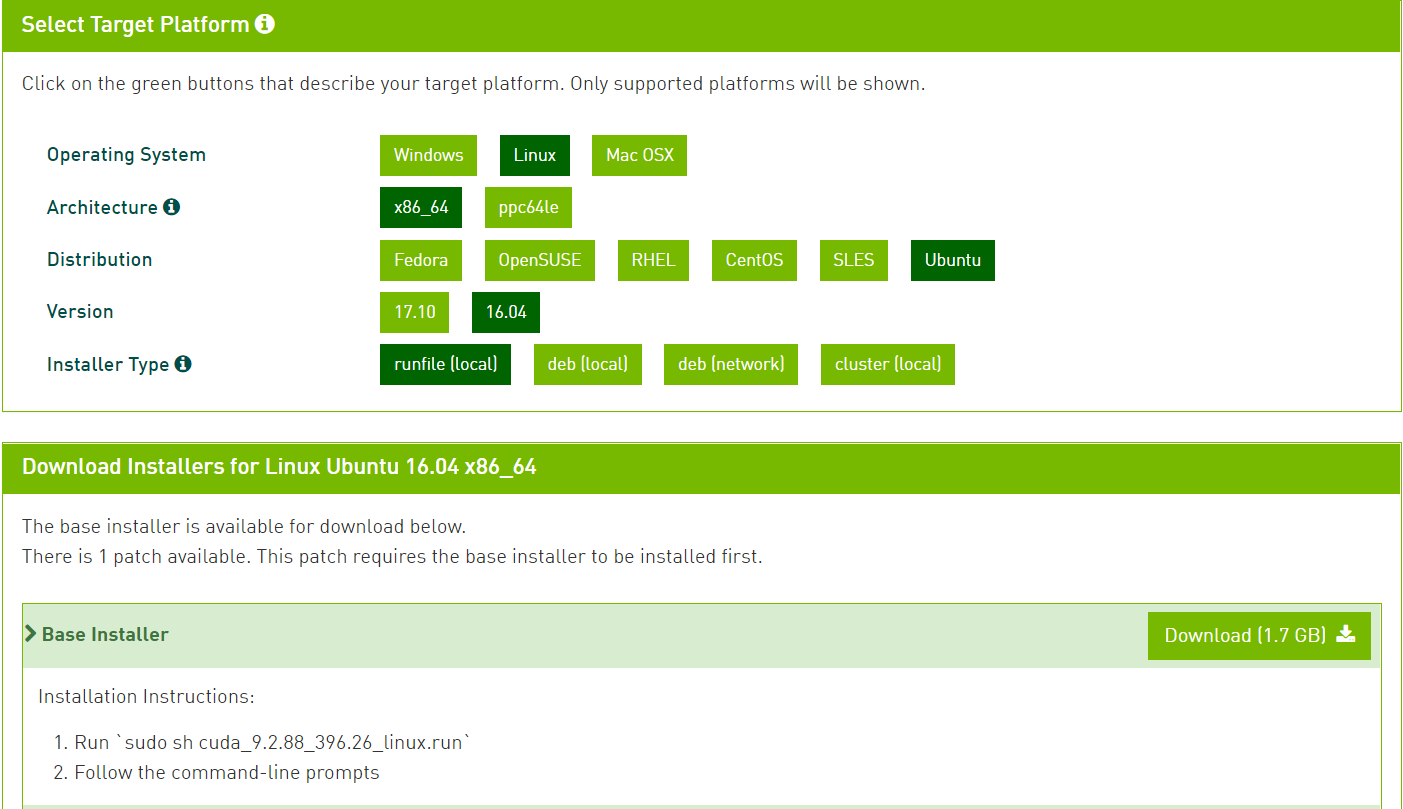 Select Target Platform
Click on the green buttons that describe your target platform. Only supported platforms will be shown.
Operating System Windows Linux Mac OSX
Architecture x86_64 ppc64le
Distribution Fedora OpenSUSE RHEL CentOS SLES Ubuntu
Version 17.10 16.04
Installer Type runfile (local) deb (local) deb (network) cluster (local)
Download Installers for Linux Ubuntu 16.04 x86_64
The base installer is available for download below.
There is 1 patch available. This patch requires the base installer to be installed first.
Base Installer Download (1.7 GB)
Installation Instructions:
1. Run `sudo sh cuda_9.2.88_396.26_linux.run`
2. Follow the command-line prompts